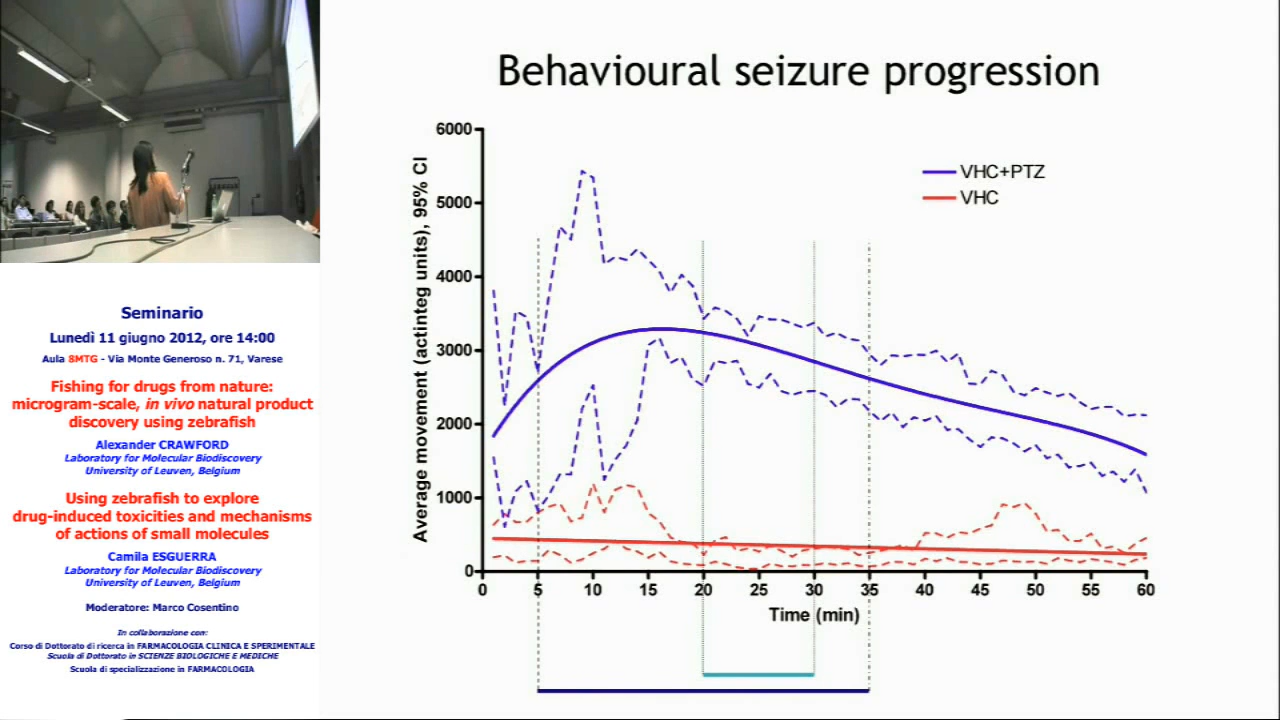 Behavioural seizure progression
6000
5000
4000
3000
2000
1000
0
Average movement (actinteg units), 95% CI
VHC+PTZ
VHC
0 5 10 15 20 25 30 35 40 45 50 55 60
Time (min)
Seminario
Lunedì 11 giugno 2012, ore 14:00
Aula 8MTG - Via Monte Generoso n. 71, Varese
Fishing for drugs from nature:
microgram-scale, in vivo natural product
discovery using zebrafish
Alexander CRAWFORD
Laboratory for Molecular Biodiscovery
University of Leuven, Belgium
Using zebrafish to explore
drug-induced toxicities and mechanisms
of actions of small molecules
Camila ESGUERRA
Laboratory for Molecular Biodiscovery
University of Leuven, Belgium
Moderatore: Marco Cosentino
In collaborazione con:
Corso di Dottorato di ricerca in FARMACOLOGIA CLINICA E SPERIMENTALE
Scuola di Dottorato in SCIENZE BIOLOGICHE E MEDICHE
Scuola di specializzazione in FARMACOLOGIA